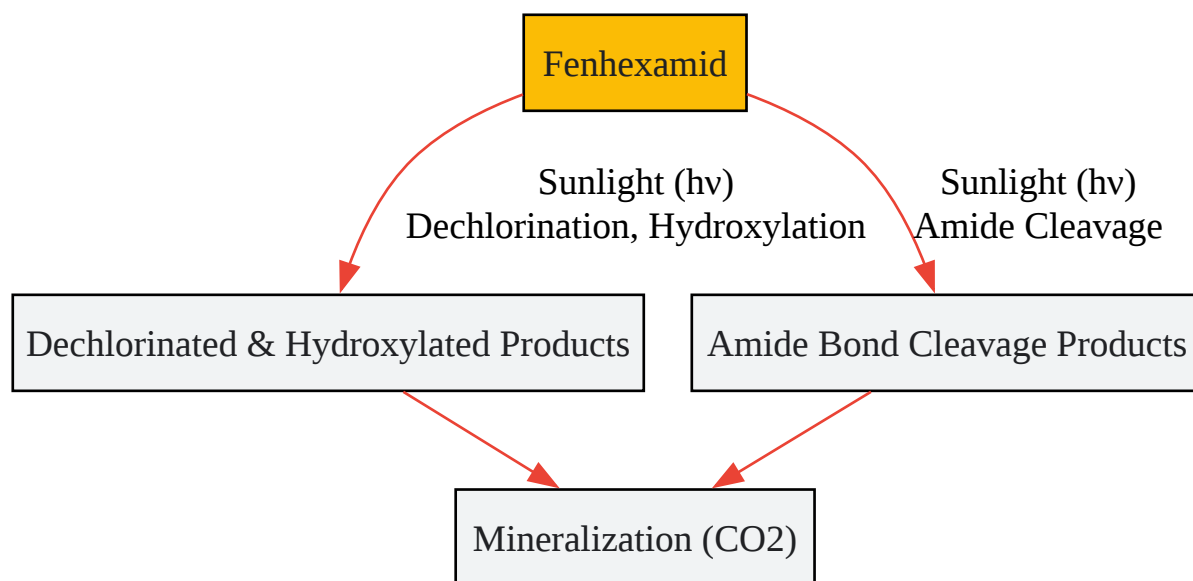 Fenhexamid
Sunlight (hν)
Dechlorination, Hydroxylation
Sunlight (hν)
Amide Cleavage
Dechlorinated & Hydroxylated Products
Amide Bond Cleavage Products
Mineralization (CO2)